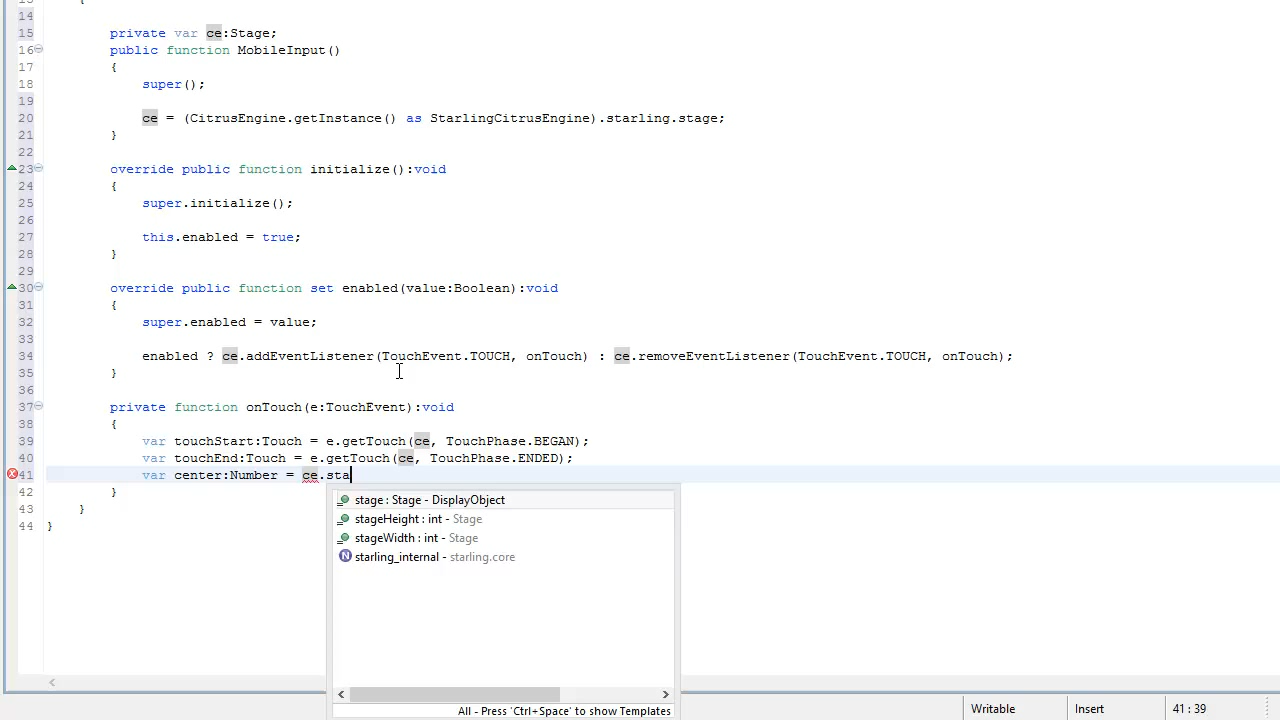 14
15 private var ce:Stage;
16 public function MobileInput()
17 {
18 super();
19
20 ce = (CitrusEngine.getInstance() as StarlingCitrusEngine).starling.stage;
21 }
22
23 override public function initialize():void
24 {
25 super.initialize();
26
27 this.enabled = true;
28 }
29
30 override public function set enabled(value:Boolean):void
31 {
32 super.enabled = value;
33
34 enabled ? ce.addEventListener(TouchEvent.TOUCH, onTouch) : ce.removeEventListener(TouchEvent.TOUCH, onTouch);
35 }
36
37 private function onTouch(e:TouchEvent):void
38 {
39 var touchStart:Touch = e.getTouch(ce, TouchPhase.BEGAN);
40 var touchEnd:Touch = e.getTouch(ce, TouchPhase.ENDED);
41 var center:Number = ce.sta
42 }
43 }
44 }
stage : Stage - DisplayObject
stageHeight : int - Stage
stageWidth : int - Stage
N starling_internal - starling.core
All - Press 'Ctrl+Space' to show Templates
Writable Insert 41 : 39